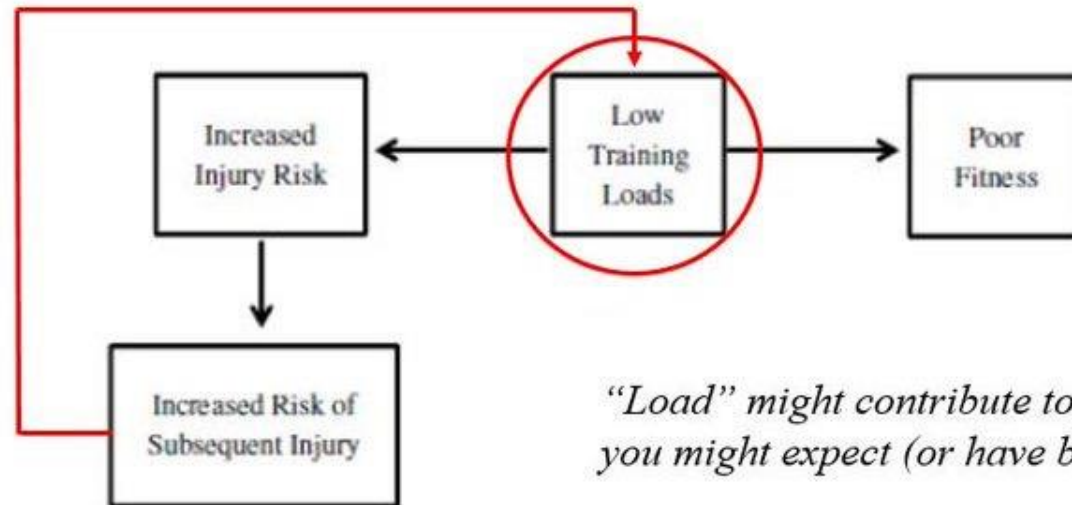 Increased
Injury Risk
Low
Training
Loads
Poor
Fitness
Increased Risk of
Subsequent Injury
“Load” might contribute to
you might expect (or have b